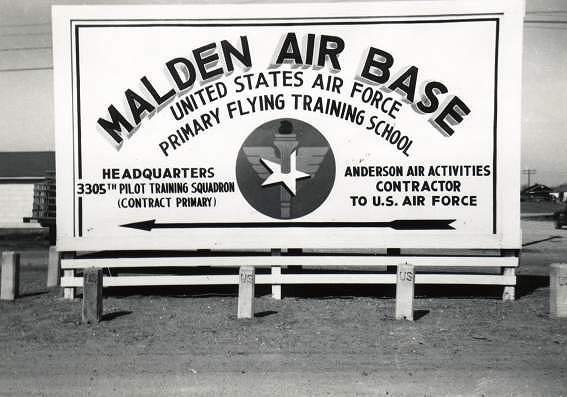 MALDEN AIR BASE
UNITED STATES AIR FORCE
PRIMARY FLYING TRAINING SCHOOL
HEADQUARTERS
3305TH PILOT TRAINING SQUADRON
(CONTRACT PRIMARY)
ANDERSON AIR ACTIVITIES
CONTRACTOR
TO U.S. AIR FORCE
US
US
US